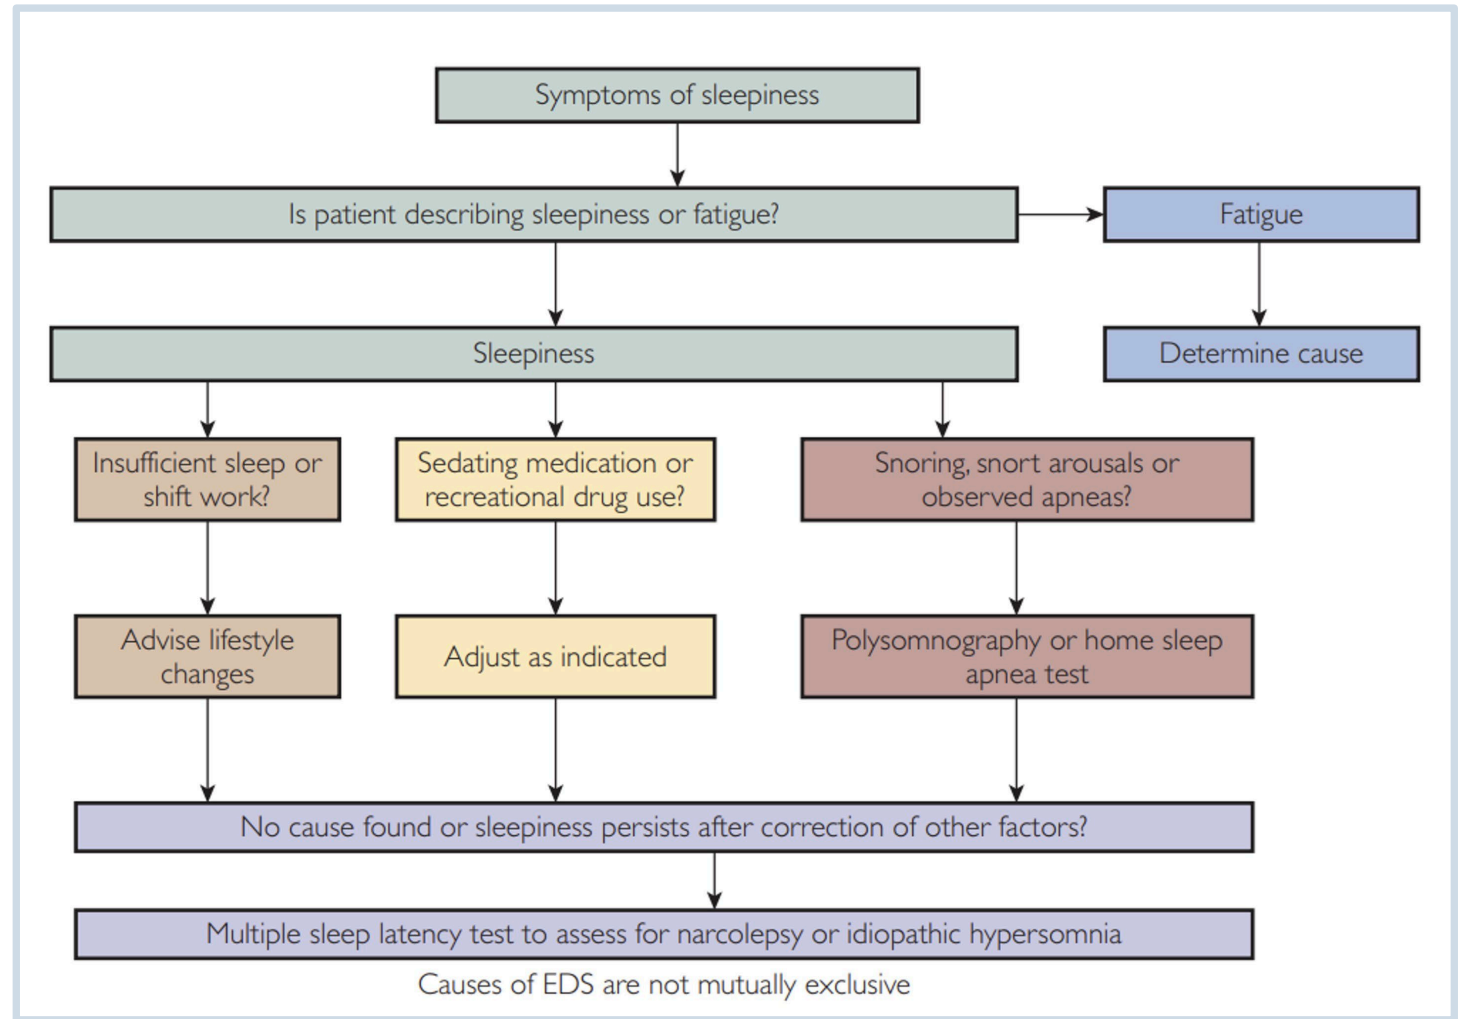 Symptoms of sleepiness
Is patient describing sleepiness or fatigue?
Fatigue
Sleepiness
Determine cause
Insufficient sleep or
shift work?
Sedating medication or
recreational drug use?
Snoring, snort arousals or
observed apneas?
Advise lifestyle
changes
Adjust as indicated
Polysomnography or home sleep
apnea test
No cause found or sleepiness persists after correction of other factors?
Multiple sleep latency test to assess for narcolepsy or idiopathic hypersomnia
Causes of EDS are not mutually exclusive